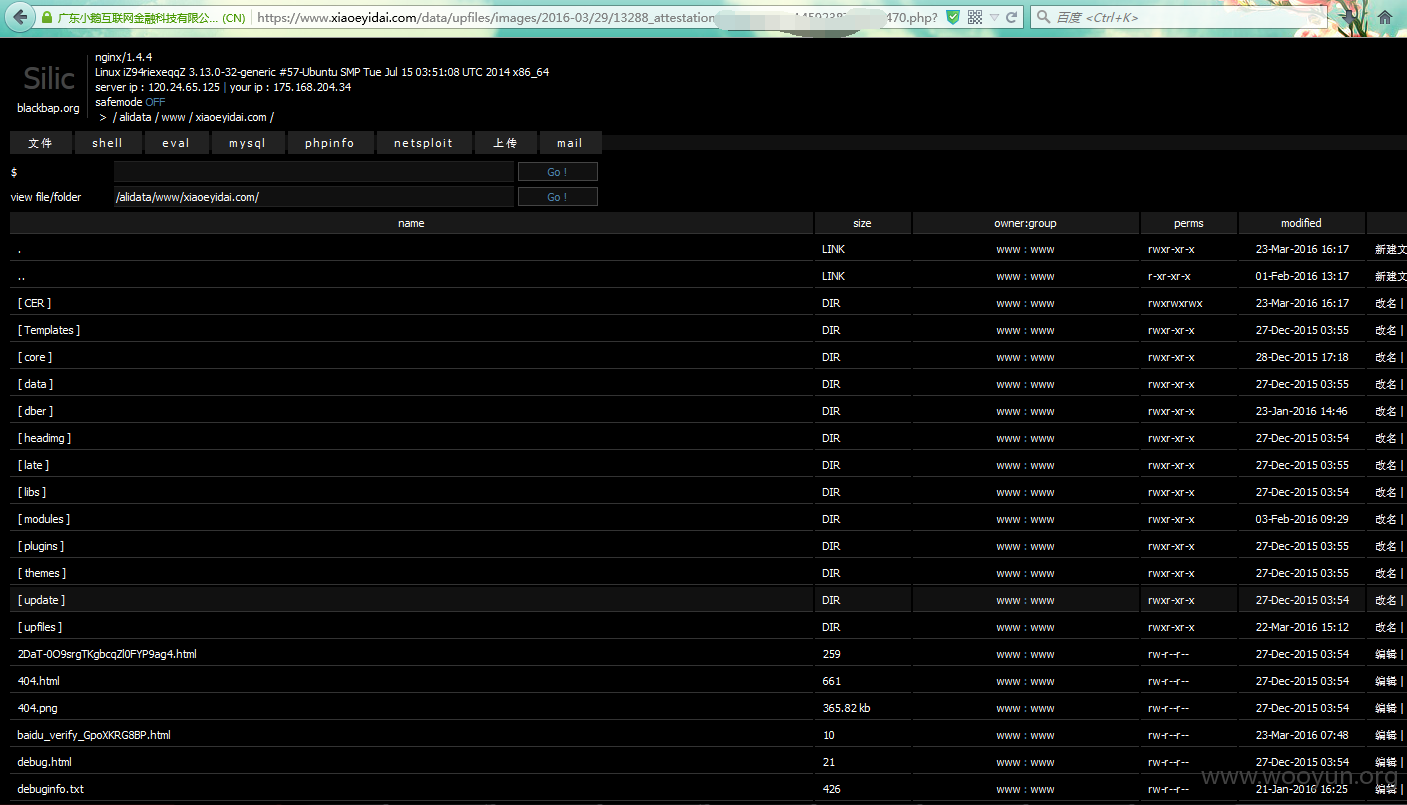 广东小鹅互联网金融科技有限公... (CN) https://www.xiaoeyidai.com/data/upfiles/images/2016-03/29/13288_attestation 470.php? 百度 <Ctrl+K>
Silic
blackbap.org
nginx/1.4.4
Linux iZ94riexeqqZ 3.13.0-32-generic #57-Ubuntu SMP Tue Jul 15 03:51:08 UTC 2014 x86_64
server ip : 120.24.65.125 | your ip : 175.168.204.34
safemode OFF
> / alidata / www / xiaoeyidai.com /
文件 shell eval mysql phpinfo netsploit 上传 mail
$ Go !
view file/folder /alidata/www/xiaoeyidai.com/ Go !
name size owner:group perms modified
. LINK www : www rwxr-xr-x 23-Mar-2016 16:17 新建文
.. LINK www : www r-xr-xr-x 01-Feb-2016 13:17 新建文
[ CER ] DIR www : www rwxrwxrwx 23-Mar-2016 16:17 改名 |
[ Templates ] DIR www : www rwxr-xr-x 27-Dec-2015 03:55 改名 |
[ core ] DIR www : www rwxr-xr-x 28-Dec-2015 17:18 改名 |
[ data ] DIR www : www rwxr-xr-x 27-Dec-2015 03:55 改名 |
[ dber ] DIR www : www rwxr-xr-x 23-Jan-2016 14:46 改名 |
[ heading ] DIR www : www rwxr-xr-x 27-Dec-2015 03:54 改名 |
[ late ] DIR www : www rwxr-xr-x 27-Dec-2015 03:55 改名 |
[ libs ] DIR www : www rwxr-xr-x 27-Dec-2015 03:54 改名 |
[ modules ] DIR www : www rwxr-xr-x 03-Feb-2016 09:29 改名 |
[ plugins ] DIR www : www rwxr-xr-x 27-Dec-2015 03:55 改名 |
[ themes ] DIR www : www rwxr-xr-x 27-Dec-2015 03:55 改名 |
[ update ] DIR www : www rwxr-xr-x 27-Dec-2015 03:54 改名 |
[ upfiles ] DIR www : www rwxr-xr-x 22-Mar-2016 15:12 改名 |
2DaT-0O9srgTKgbcqZl0FYP9ag4.html 259 www : www rw-r--r-- 27-Dec-2015 03:54 编辑 |
404.html 661 www : www rw-r--r-- 27-Dec-2015 03:54 编辑 |
404.png 365.82 kb www : www rw-r--r-- 27-Dec-2015 03:54 编辑 |
baidu_verify_GpoXKRG8BP.html 10 www : www rw-r--r-- 23-Mar-2016 07:48 编辑 |
debug.html 21 www : www rw-r--r-- 27-Dec-2015 03:54 编辑 |
debuginfo.txt 426 www : www rw-r--r-- 21-Jan-2016 16:25 编辑 |
www.wooyun.org